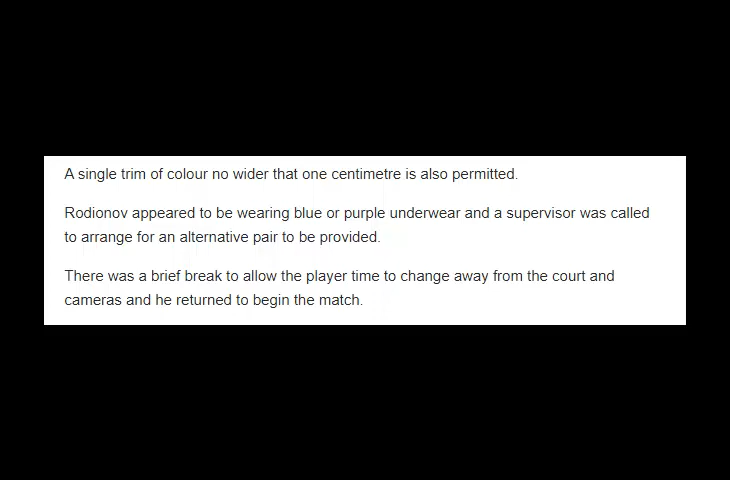 A single trim of colour no wider that one centimetre is also permitted.
Rodionov appeared to be wearing blue or purple underwear and a supervisor was called
to arrange for an alternative pair to be provided.
There was a brief break to allow the player time to change away from the court and
cameras and he returned to begin the match.